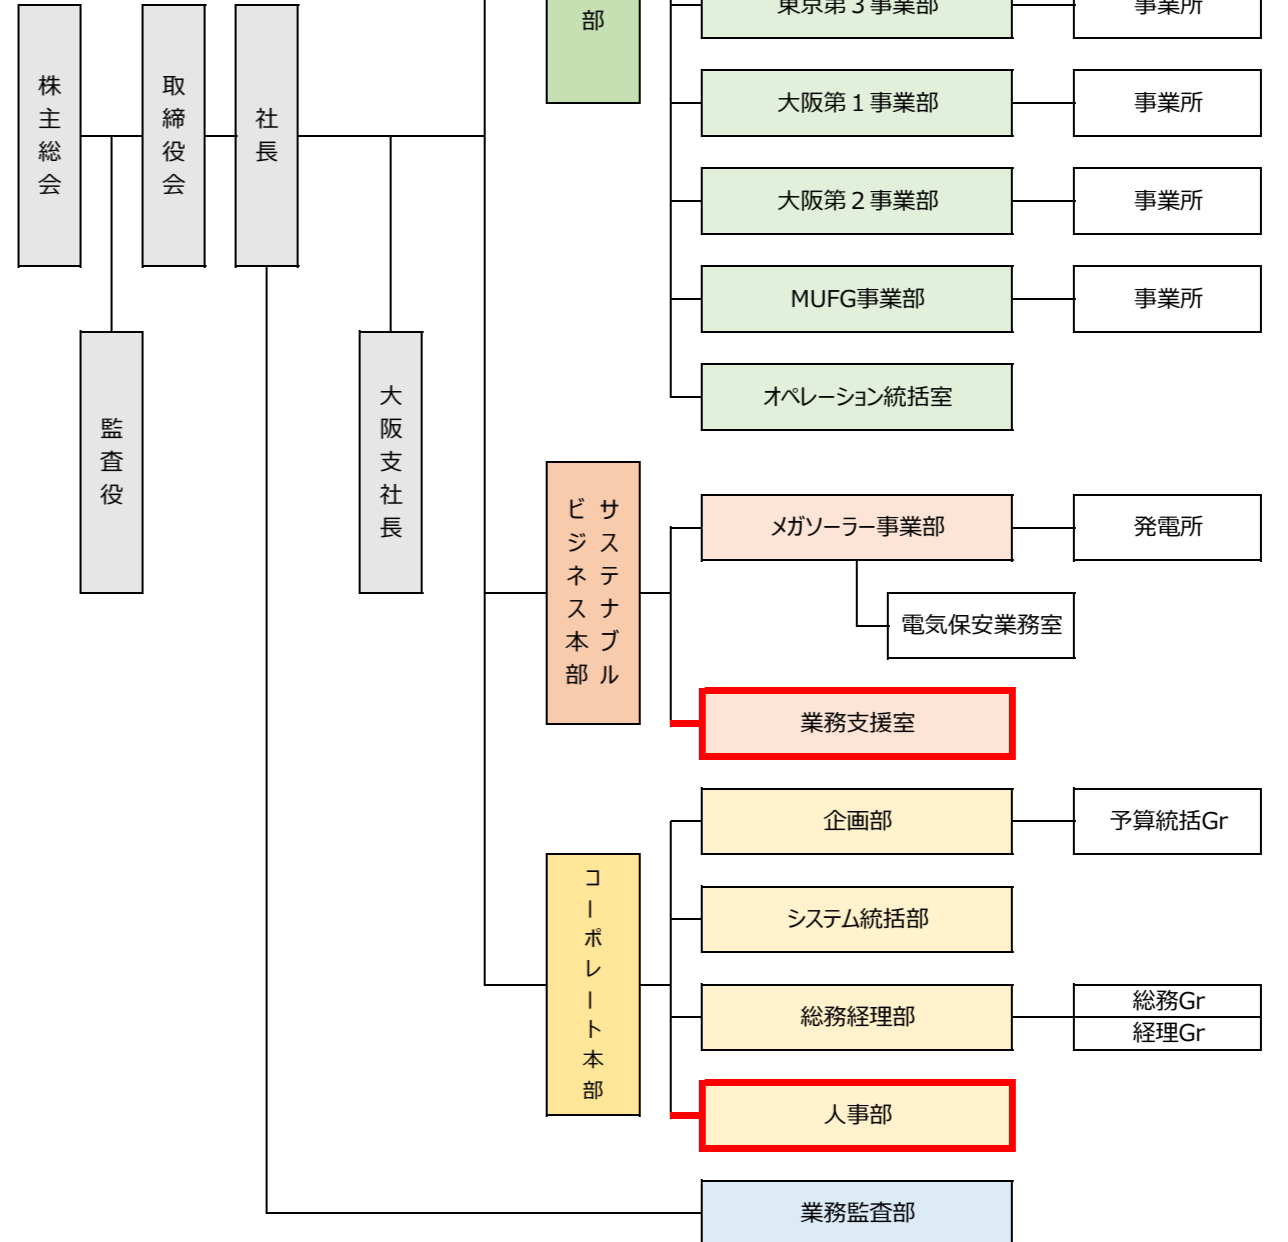 株主総会
取締役会
社長
監査役
大阪支社長
部
東京第３事業部
事業所
大阪第１事業部
事業所
大阪第２事業部
事業所
MUFG事業部
事業所
オペレーション統括室
サステナブル
ビジネス本部
メガソーラー事業部
発電所
電気保安業務室
業務支援室
コーポレート本部
企画部
予算統括Gr
システム統括部
総務経理部
総務Gr
経理Gr
人事部
業務監査部